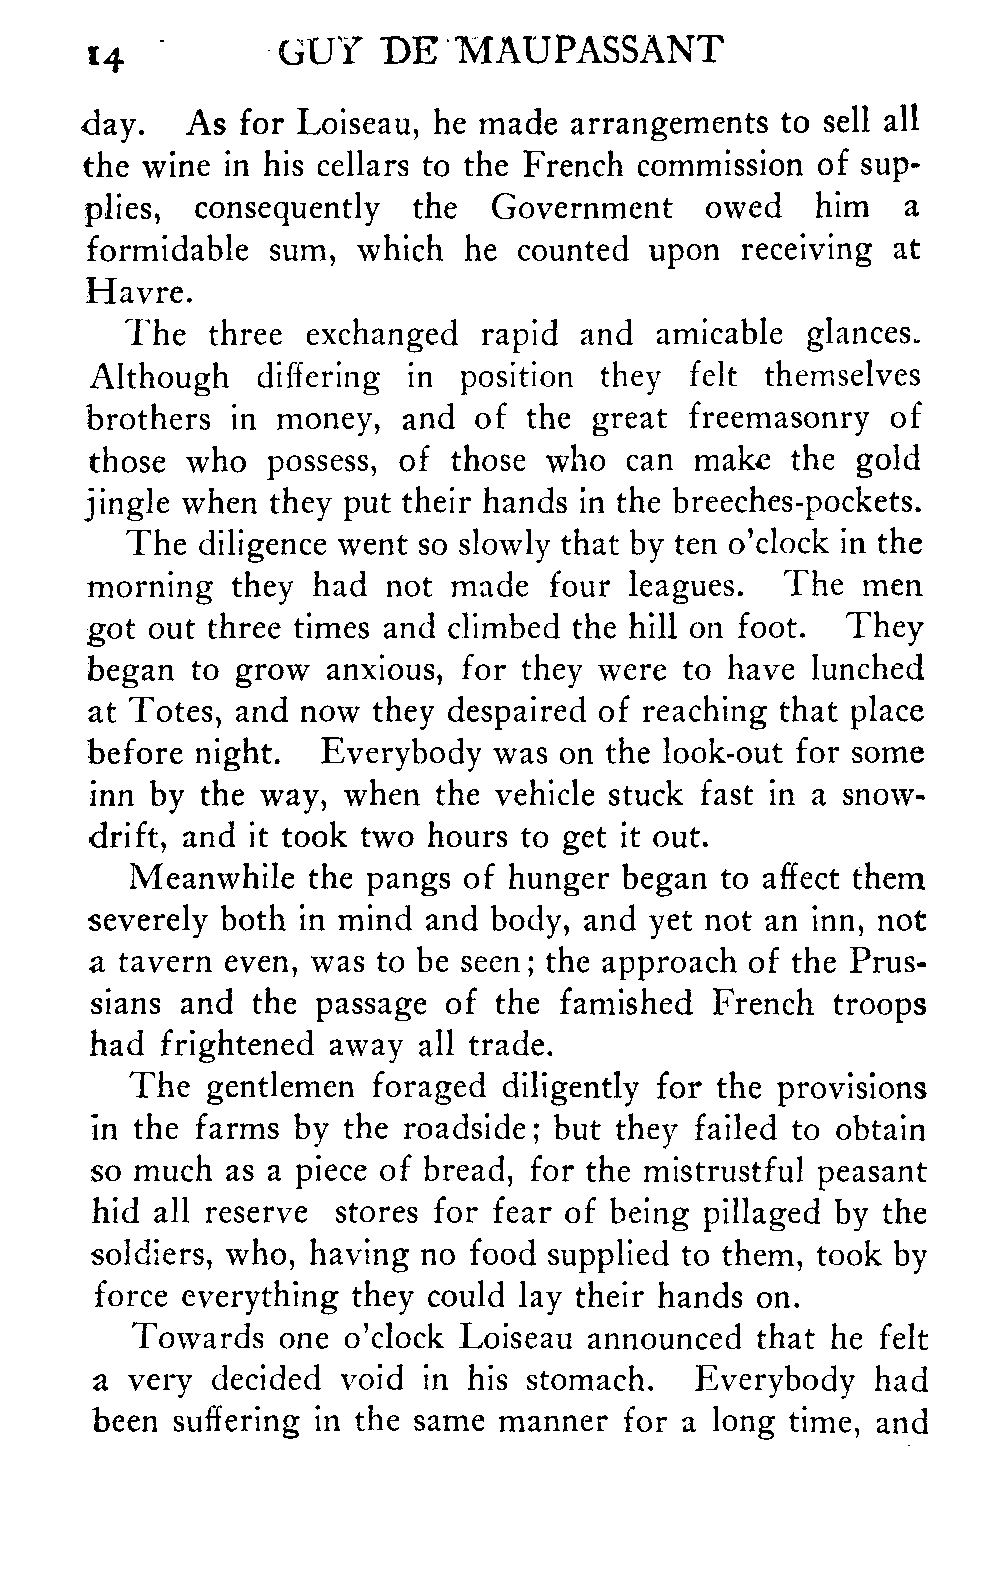 14 GUY DE MAUPASSANT
day. As for Loiseau, he made arrangements to sell all
the wine in his cellars to the French commission of sup-
plies, consequently the Government owed him a
formidable sum, which he counted upon receiving at
Havre.
The three exchanged rapid and amicable glances.
Although differing in position they felt themselves
brothers in money, and of the great freemasonry of
those who possess, of those who can make the gold
jingle when they put their hands in the breeches-pockets.
The diligence went so slowly that by ten o'clock in the
morning they had not made four leagues. The men
got out three times and climbed the hill on foot. They
began to grow anxious, for they were to have lunched
at Totes, and now they despaired of reaching that place
before night. Everybody was on the look-out for some
inn by the way, when the vehicle stuck fast in a snow-
drift, and it took two hours to get it out.
Meanwhile the pangs of hunger began to affect them
severely both in mind and body, and yet not an inn, not
a tavern even, was to be seen; the approach of the Prus-
sians and the passage of the famished French troops
had frightened away all trade.
The gentlemen foraged diligently for the provisions
in the farms by the roadside; but they failed to obtain
so much as a piece of bread, for the mistrustful peasant
hid all reserve stores for fear of being pillaged by the
soldiers, who, having no food supplied to them, took by
force everything they could lay their hands on.
Towards one o'clock Loiseau announced that he felt
a very decided void in his stomach. Everybody had
been suffering in the same manner for a long time, and